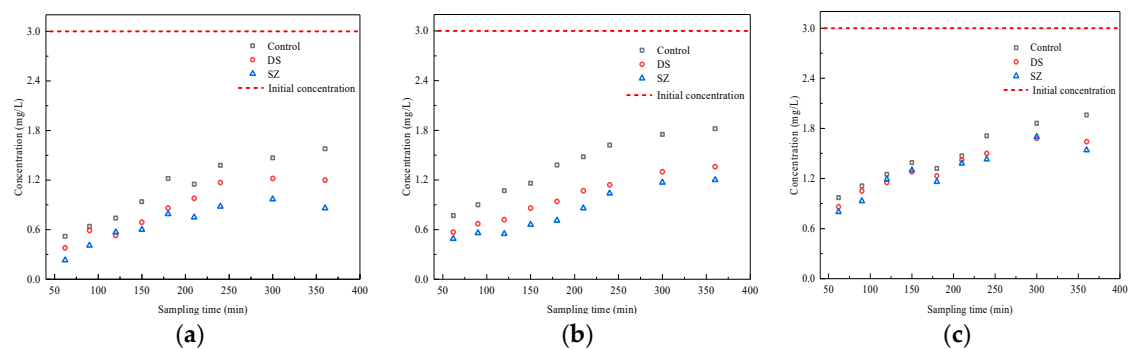 3.0
2.4
1.8
1.2
0.6
0.0
Concentration (mg/L)
Control
DS
SZ
Initial concentration
50 100 150 200 250 300 350 400
Sampling time (min)
(a)
3.0
2.4
1.8
1.2
0.6
0.0
Concentration (mg/L)
Control
DS
SZ
Initial concentration
50 100 150 200 250 300 350 400
Sampling time (min)
(b)
3.0
2.4
1.8
1.2
0.6
0.0
Concentration (mg/L)
Control
DS
SZ
Initial concentration
50 100 150 200 250 300 350 400
Sampling time (min)
(c)